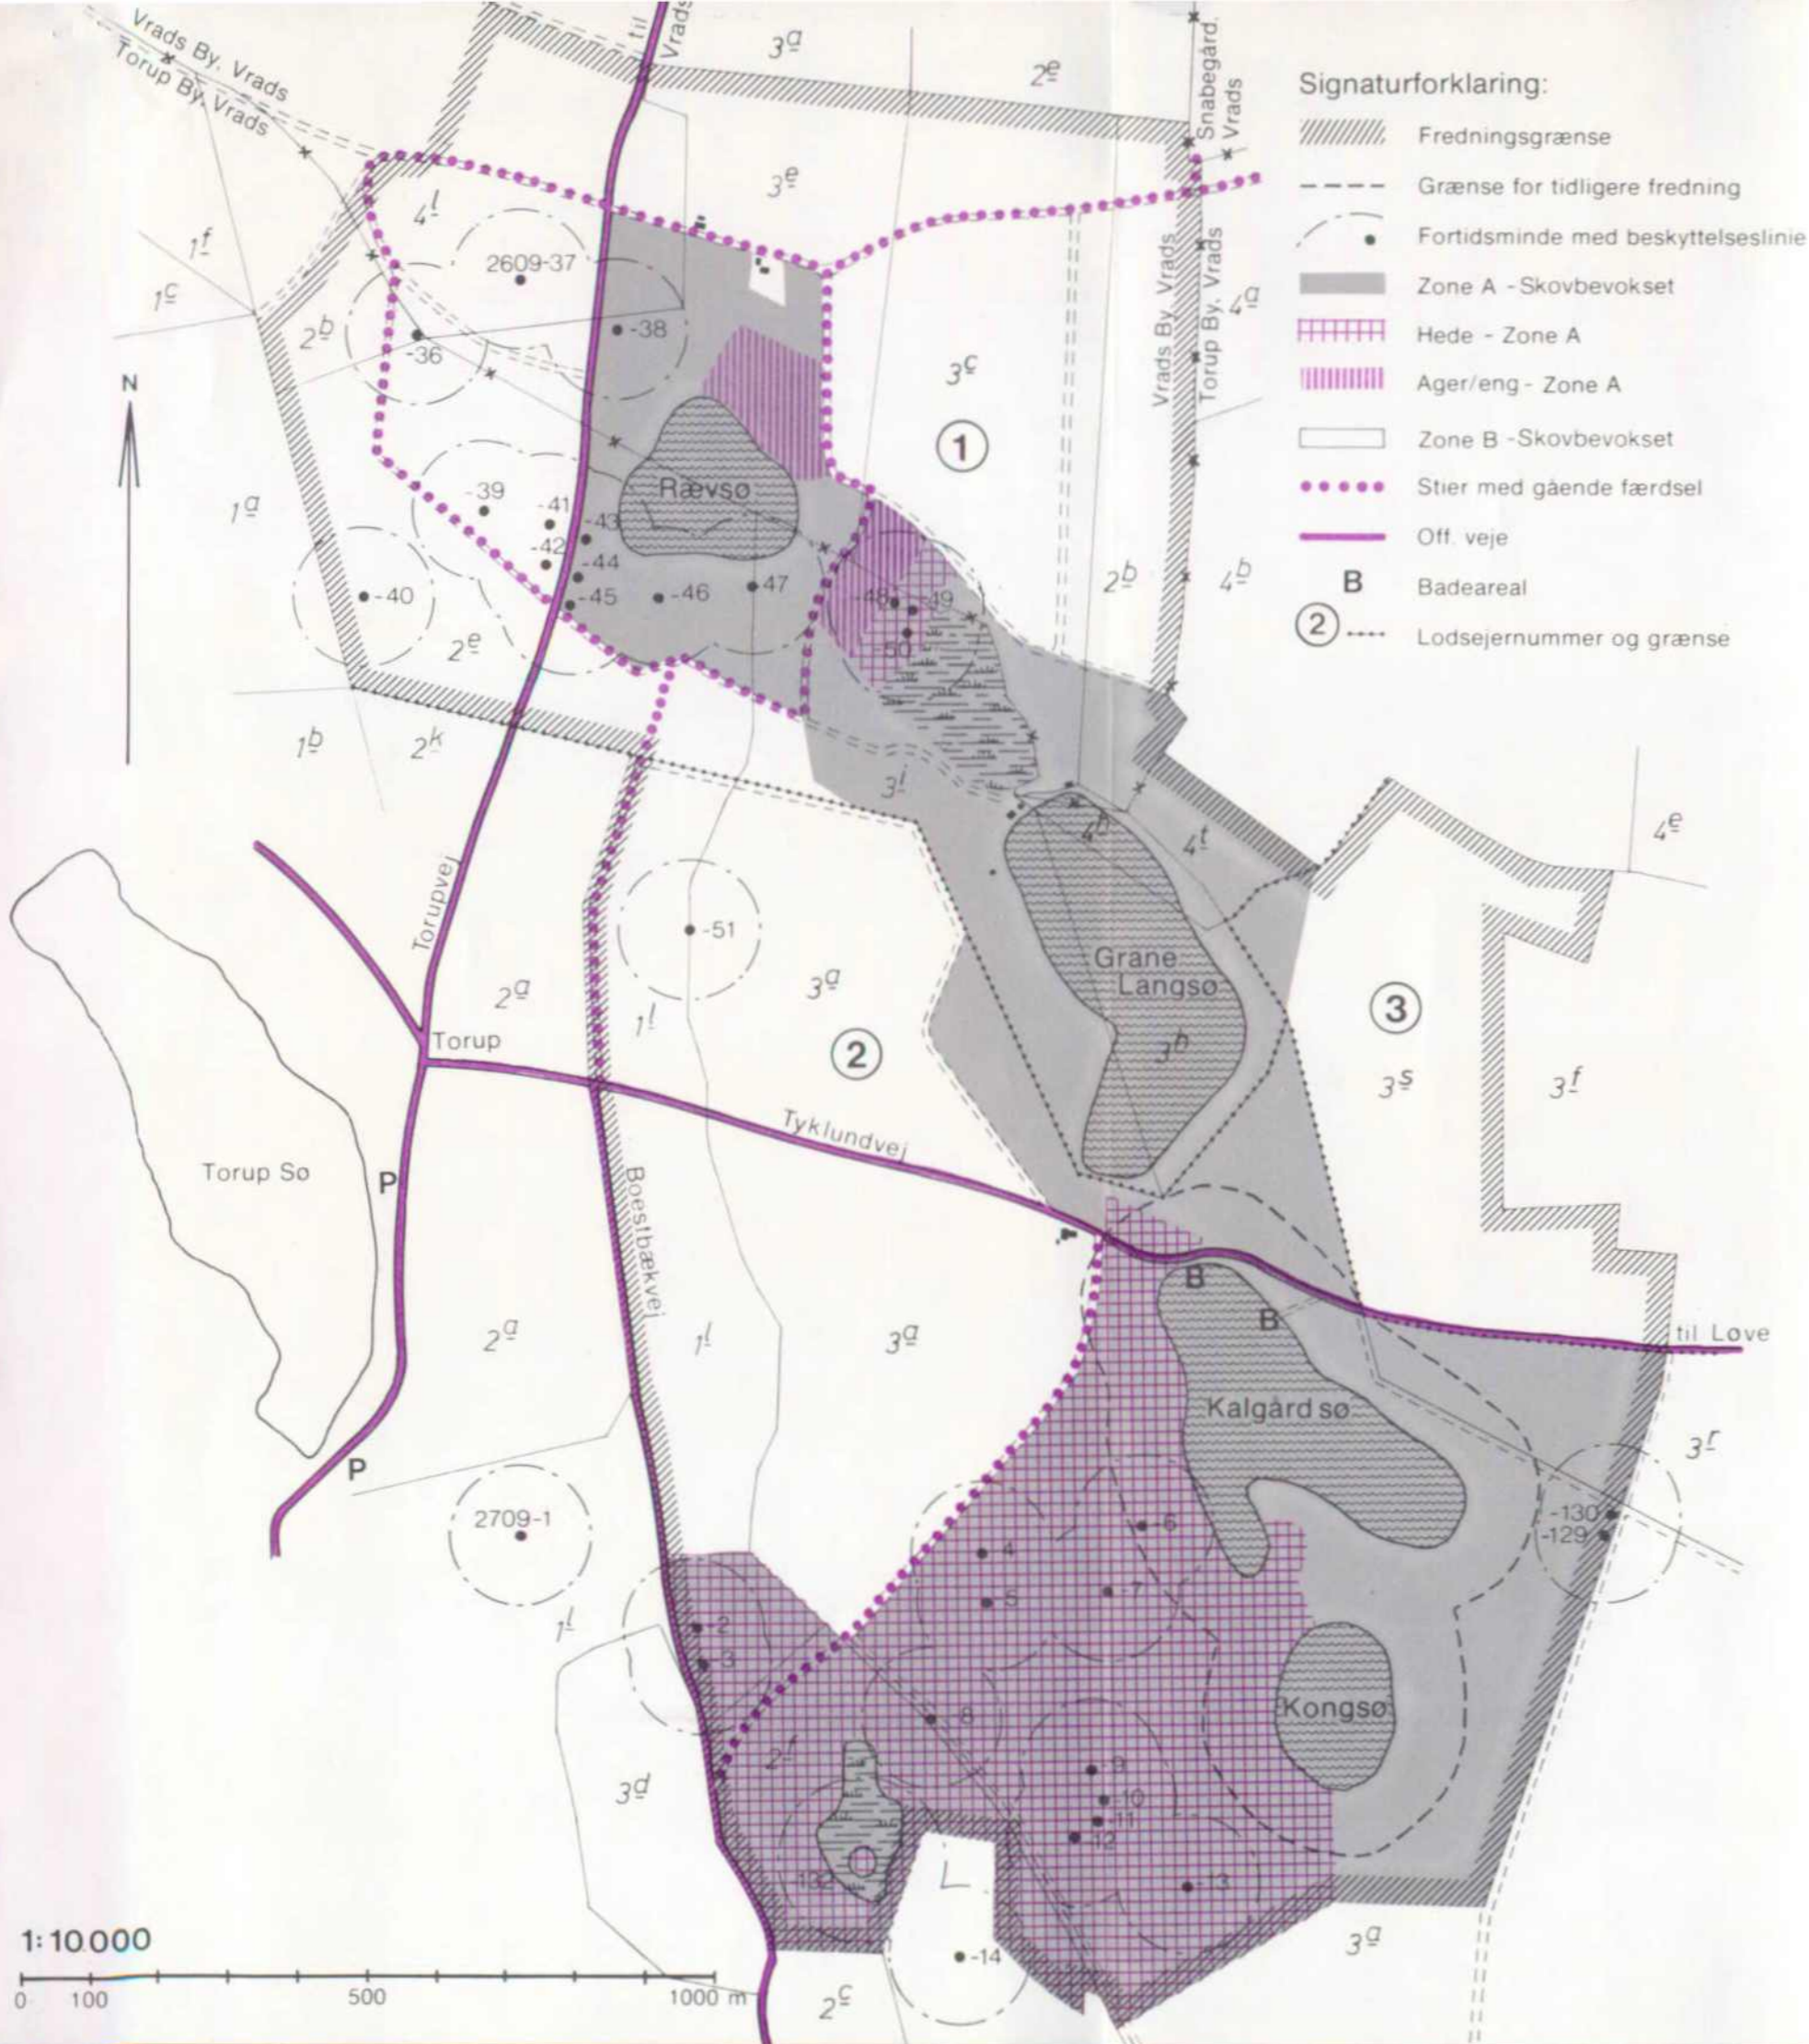 Vrads By. Vrads
Torup By. Vrads
til
Vrads
3a
2e
Snabegård.
Vrads
Signaturforklaring:
Fredningsgrænse
Grænse for tidligere fredning
Fortidsminde med beskyttelseslinie
Zone A - Skovbevokset
Hede - Zone A
Ager/eng - Zone A
Zone B - Skovbevokset
Stier med gående færdsel
Off. veje
B Badeareal
2 Lodsejernummer og grænse
3e
4l
1f
1c
2b
2609-37
-38
-36
N
3c
1
Vrads By. Vrads
Torup By. Vrads
4a
1a
-39
-41
-43
-42
-44
-45
-46
-47
-40
Rævsø
-48
-49
-50
2b
4b
2e
1b
2k
3i
4h
4t
4e
Torupvej
-51
2a
1l
3a
2
Grane
Langsø
3h
3
3s
3f
Torup
Tyklundvej
Torup Sø
P
Boestbækvej
B
B
til Løve
2a
1l
3a
Kalgård sø
3r
P
2709-1
-130
-129
-4
-6
-5
-7
1l
-2
-3
-8
Kongsø
2f
-9
-10
-11
-12
-13
3d
132
-14
3a
2c
1:10.000
0 100 500 1000 m